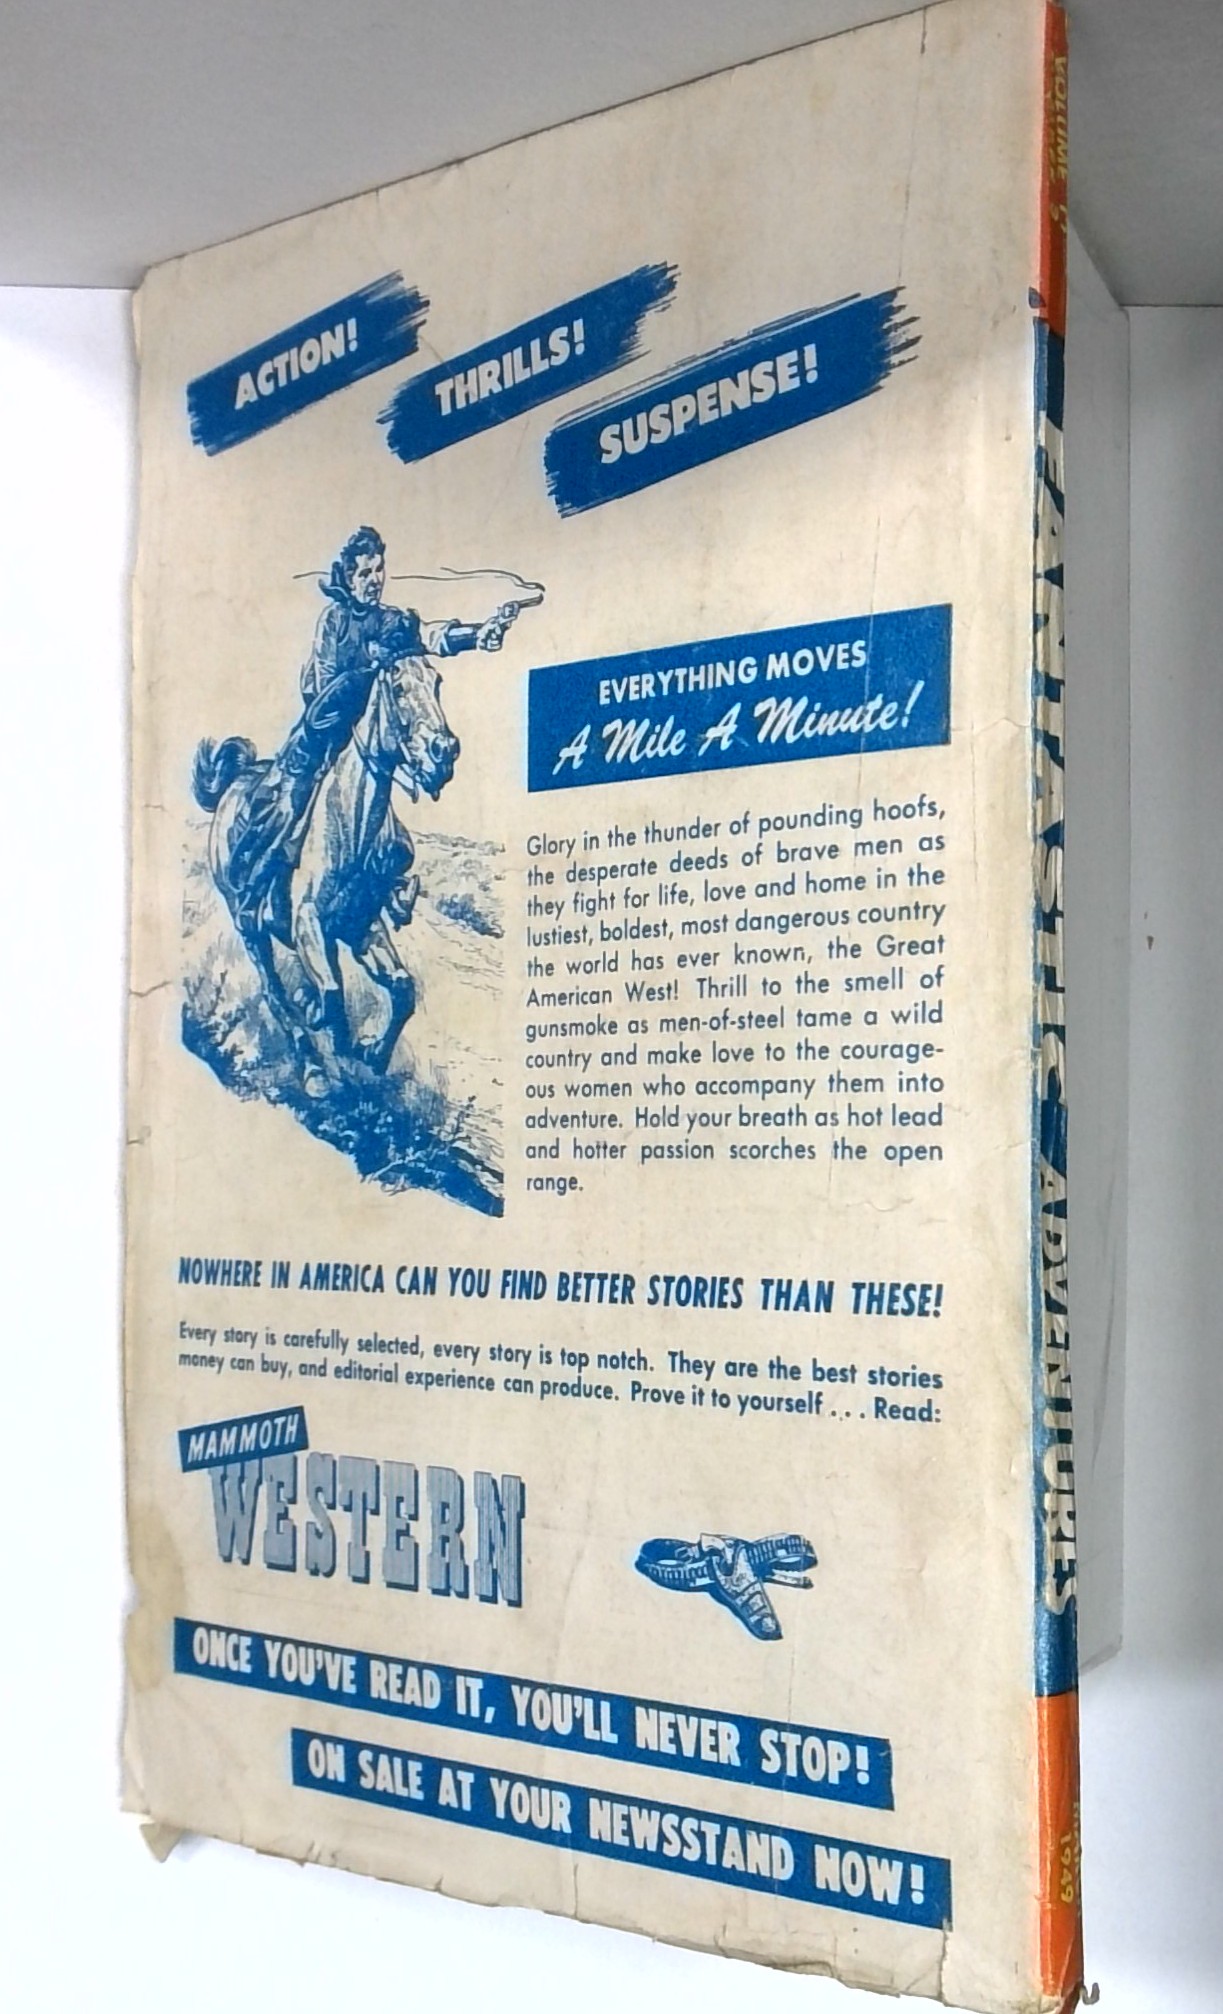 ACTION!
THRILLS!
SUSPENSE!
EVERYTHING MOVES
A Mile A Minute!
Glory in the thunder of pounding hoofs,
the desperate deeds of brave men as
they fight for life, love and home in the
lustiest, boldest, most dangerous country
the world has ever known, the Great
American West! Thrill to the smell of
gunsmoke as men-of-steel tame a wild
country and make love to the courage-
ous women who accompany them into
adventure. Hold your breath as hot lead
and hotter passion scorches the open
range.
NOWHERE IN AMERICA CAN YOU FIND BETTER STORIES THAN THESE!
Every story is carefully selected, every story is top notch. They are the best stories
money can buy, and editorial experience can produce. Prove it to yourself . . . Read:
MAMMOTH
WESTERN
ONCE YOU'VE READ IT, YOU'LL NEVER STOP!
ON SALE AT YOUR NEWSSTAND NOW!
VOLUME
FANTASTIC ADVENTURES
1949